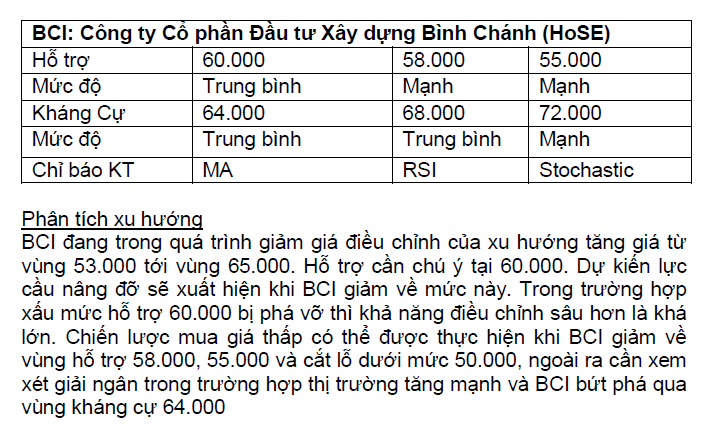 BCI: Công ty Cổ phần Đầu tư Xây dựng Bình Chánh (HoSE)
Hỗ trợ 60.000 58.000 55.000
Mức độ Trung bình Mạnh Mạnh
Kháng Cự 64.000 68.000 72.000
Mức độ Trung bình Trung bình Mạnh
Chỉ báo KT MA RSI Stochastic
Phân tích xu hướng
BCI đang trong quá trình giảm giá điều chỉnh của xu hướng tăng giá từ
vùng 53.000 tới vùng 65.000. Hỗ trợ cần chú ý tại 60.000. Dự kiến lực
cầu nâng đỡ sẽ xuất hiện khi BCI giảm về mức này. Trong trường hợp
xấu mức hỗ trợ 60.000 bị phá vỡ thì khả năng điều chỉnh sâu hơn là khá
lớn. Chiến lược mua giá thấp có thể được thực hiện khi BCI giảm về
vùng hỗ trợ 58.000, 55.000 và cắt lỗ dưới mức 50.000, ngoài ra cần xem
xét giải ngân trong trường hợp thị trường tăng mạnh và BCI bứt phá qua
vùng kháng cự 64.000